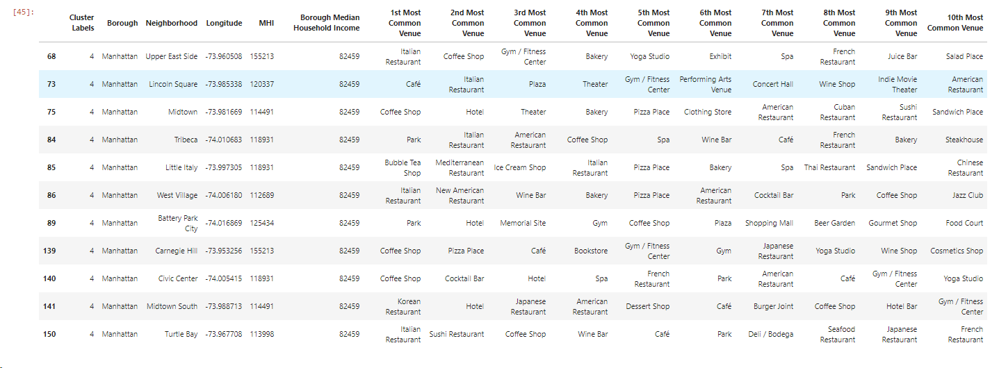 [45]:
Cluster Labels Borough Neighborhood Longitude MHI Borough Median Household Income 1st Most Common Venue 2nd Most Common Venue 3rd Most Common Venue 4th Most Common Venue 5th Most Common Venue 6th Most Common Venue 7th Most Common Venue 8th Most Common Venue 9th Most Common Venue 10th Most Common Venue
68 4 Manhattan Upper East Side -73.960508 155213 82459 Italian Restaurant Coffee Shop Gym / Fitness Center Bakery Yoga Studio Exhibit Spa French Restaurant Juice Bar Salad Place
73 4 Manhattan Lincoln Square -73.985338 120337 82459 Café Italian Restaurant Plaza Theater Gym / Fitness Center Performing Arts Venue Concert Hall Wine Shop Indie Movie Theater American Restaurant
75 4 Manhattan Midtown -73.981669 114491 82459 Coffee Shop Hotel Theater Bakery Pizza Place Clothing Store American Restaurant Cuban Restaurant Sushi Restaurant Sandwich Place
84 4 Manhattan Tribeca -74.010683 118931 82459 Park Italian Restaurant American Restaurant Coffee Shop Spa Wine Bar Café French Restaurant Bakery Steakhouse
85 4 Manhattan Little Italy -73.997305 118931 82459 Bubble Tea Shop Mediterranean Restaurant Ice Cream Shop Italian Restaurant Pizza Place Bakery Spa Thai Restaurant Sandwich Place Chinese Restaurant
86 4 Manhattan West Village -74.006180 112689 82459 Italian Restaurant New American Restaurant Wine Bar Bakery Pizza Place American Restaurant Cocktail Bar Park Coffee Shop Jazz Club
89 4 Manhattan Battery Park City -74.016869 125434 82459 Park Hotel Memorial Site Gym Coffee Shop Plaza Shopping Mall Beer Garden Gourmet Shop Food Court
139 4 Manhattan Carnegie Hill -73.953256 155213 82459 Coffee Shop Pizza Place Café Bookstore Gym / Fitness Center Gym Japanese Restaurant Yoga Studio Wine Shop Cosmetics Shop
140 4 Manhattan Civic Center -74.005415 118931 82459 Coffee Shop Cocktail Bar Hotel Spa French Restaurant Park American Restaurant Café Gym / Fitness Center Yoga Studio
141 4 Manhattan Midtown South -73.988713 114491 82459 Korean Restaurant Hotel Japanese Restaurant American Restaurant Dessert Shop Café Burger Joint Coffee Shop Hotel Bar Gym / Fitness Center
150 4 Manhattan Turtle Bay -73.967708 113998 82459 Italian Restaurant Sushi Restaurant Coffee Shop Wine Bar Café Park Deli / Bodega Seafood Restaurant Japanese Restaurant French Restaurant